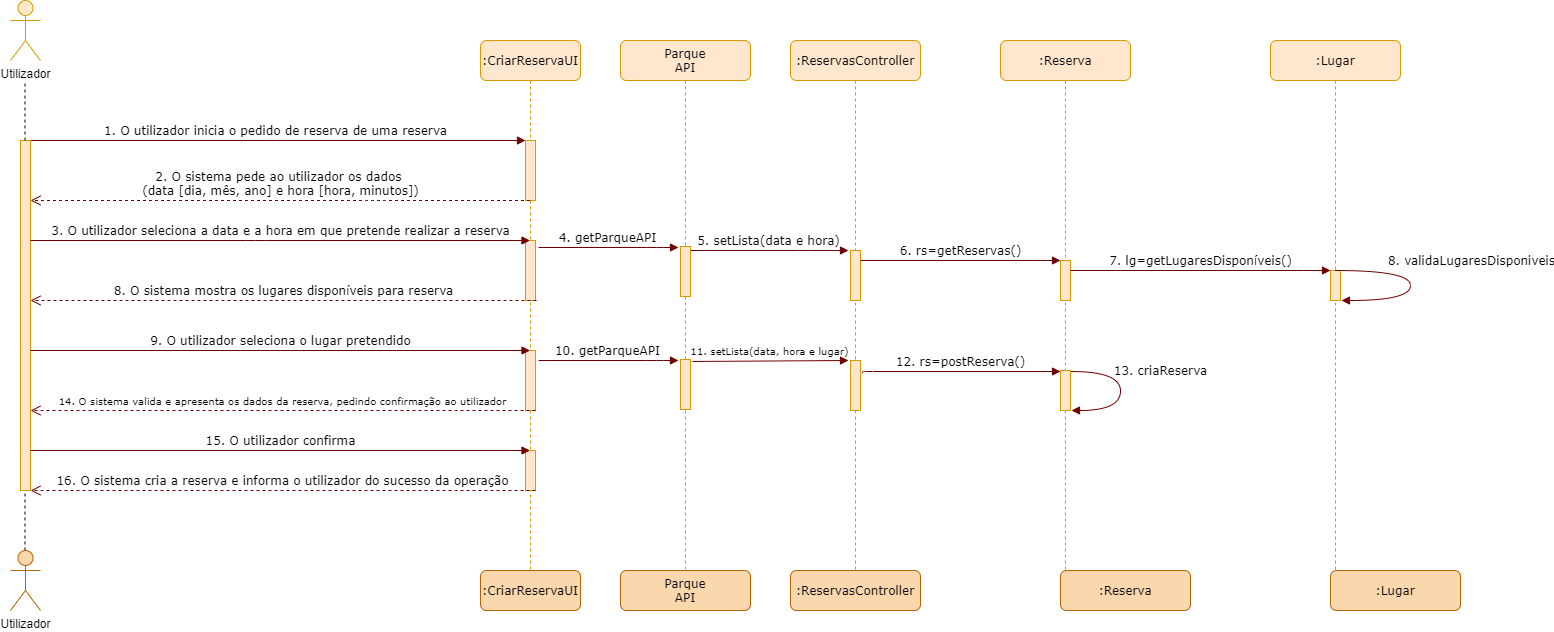 Utilizador
:CriarReservaUI
Parque
API
:ReservasController
:Reserva
:Lugar
1. O utilizador inicia o pedido de reserva de uma reserva
2. O sistema pede ao utilizador os dados
(data [dia, mês, ano] e hora [hora, minutos])
3. O utilizador seleciona a data e a hora em que pretende realizar a reserva
4. getParqueAPI
5. setLista(data e hora)
6. rs=getReservas()
7. lg=getLugaresDisponíveis()
8. validaLugaresDisponiveis
8. O sistema mostra os lugares disponíveis para reserva
9. O utilizador seleciona o lugar pretendido
10. getParqueAPI
11. setLista(data, hora e lugar)
12. rs=postReserva()
13. criaReserva
14. O sistema valida e apresenta os dados da reserva, pedindo confirmação ao utilizador
15. O utilizador confirma
16. O sistema cria a reserva e informa o utilizador do sucesso da operação
Utilizador
:CriarReservaUI
Parque
API
:ReservasController
:Reserva
:Lugar